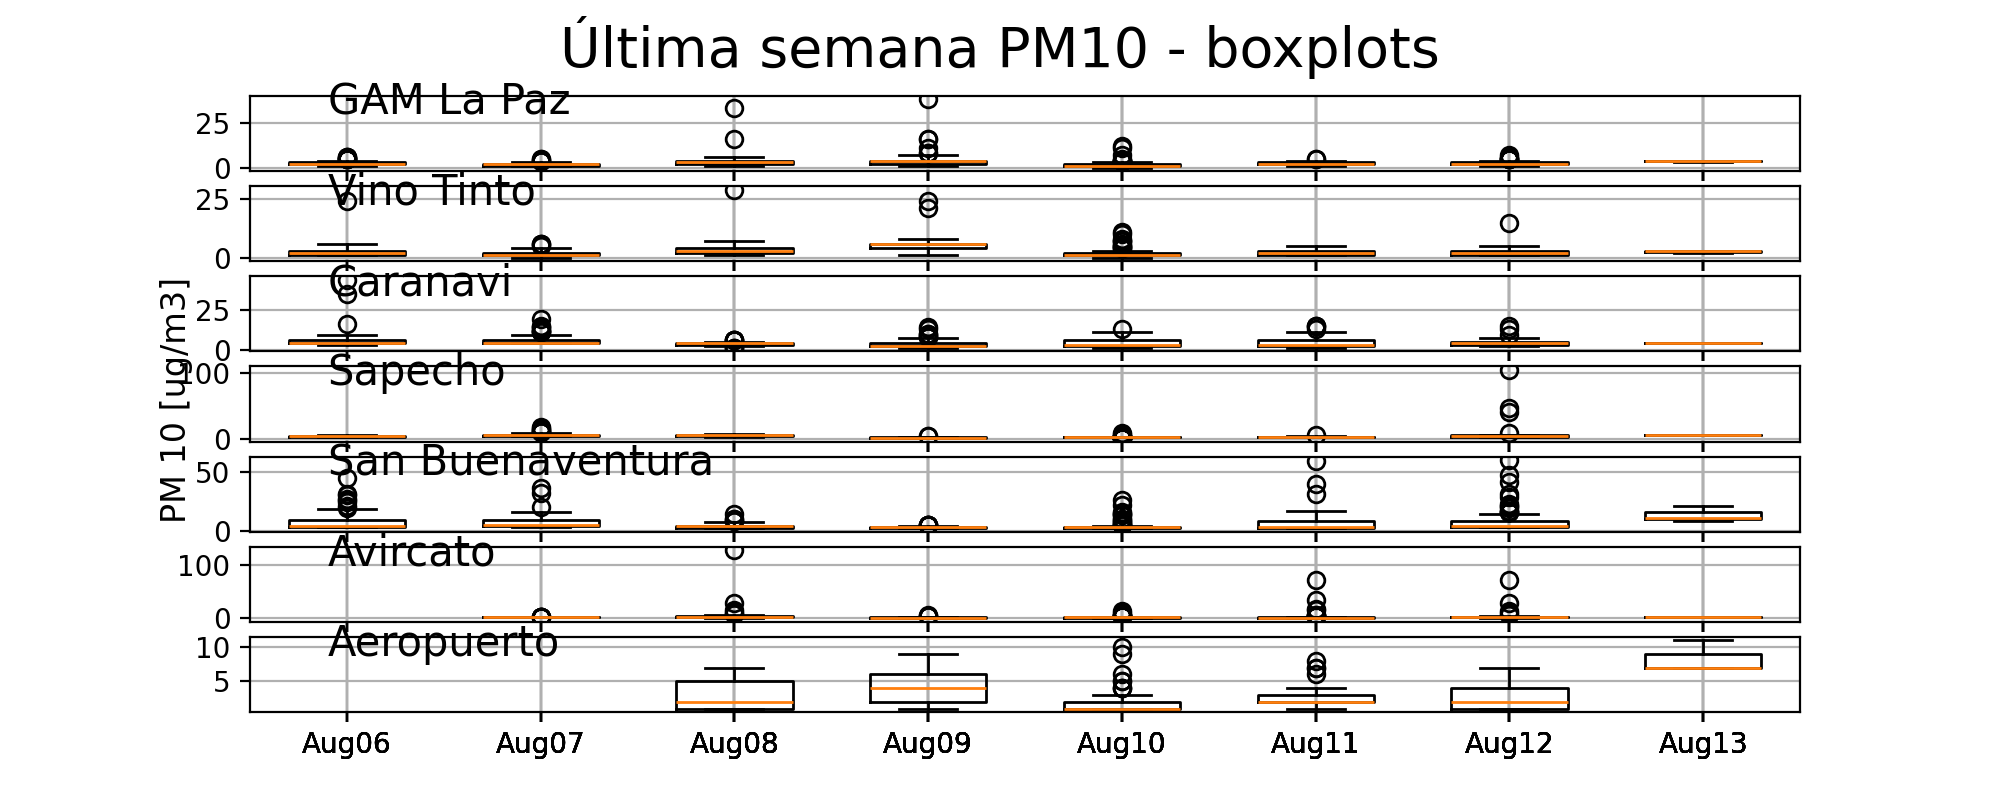 Última semana PM10 - boxplots
PM 10 [ug/m3]
GAM La Paz
25
0
Vino Tinto
25
0
Caranavi
25
0
Sapecho
100
0
San Buenaventura
50
0
Avircato
100
0
Aeropuerto
10
5
Aug06 Aug07 Aug08 Aug09 Aug10 Aug11 Aug12 Aug13